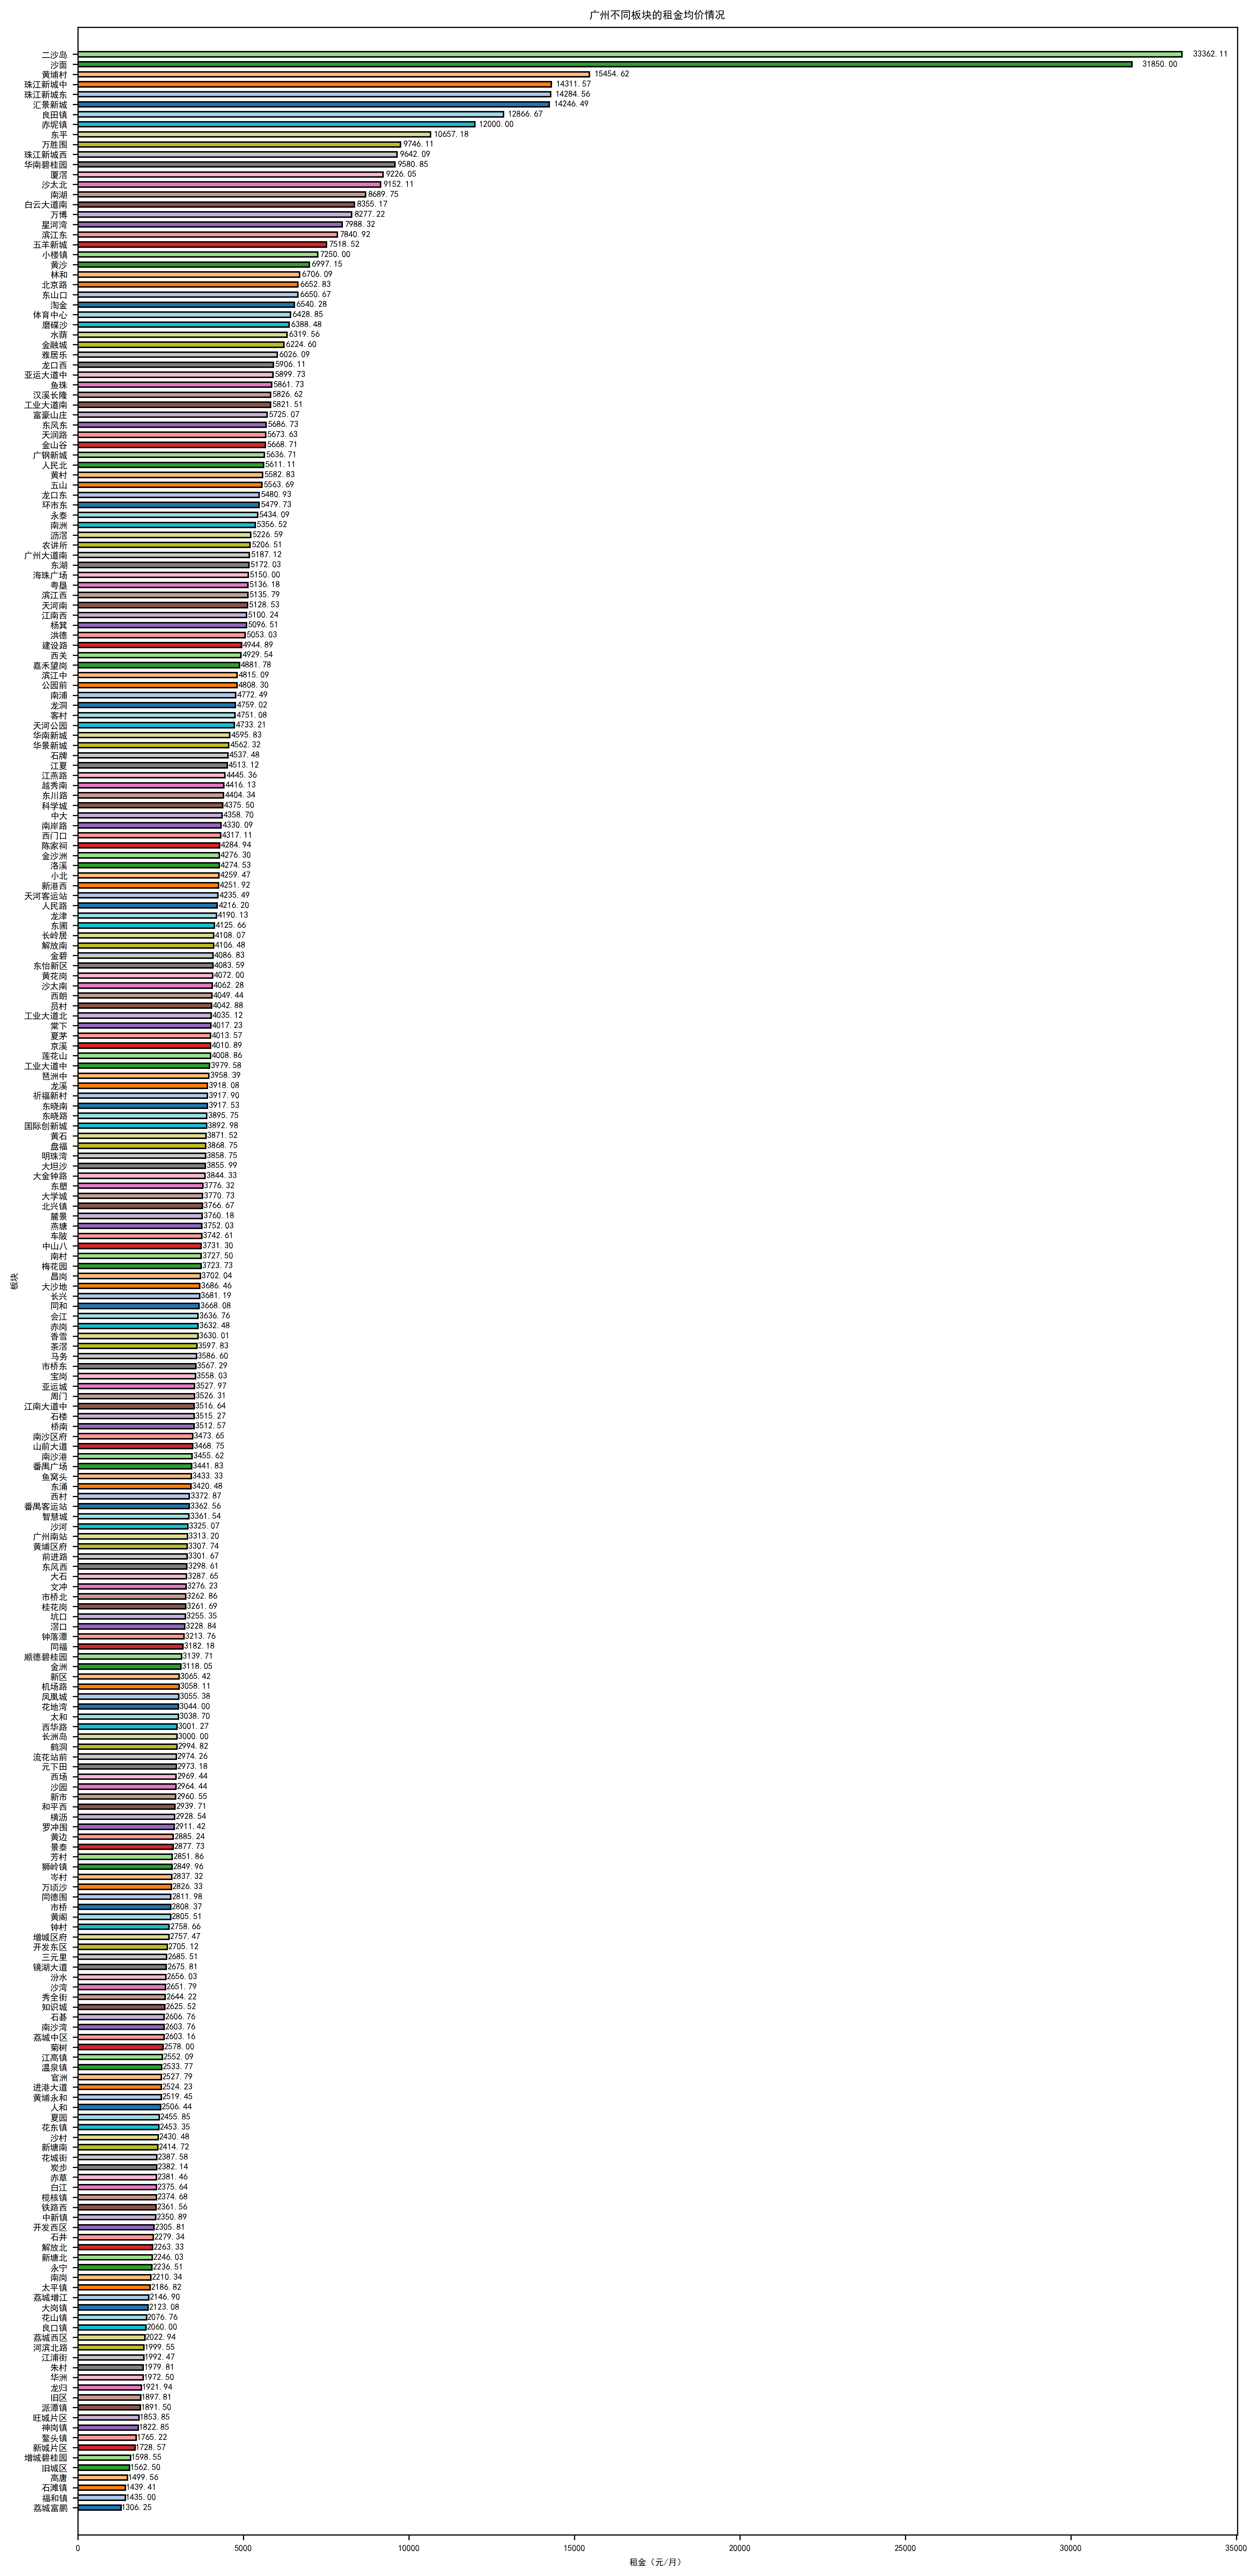 广州不同板块的租金均价情况
二沙岛 33362.11
沙面 31850.00
黄埔村 15454.62
珠江新城中 14311.57
珠江新城东 14284.56
汇景新城 14246.49
良田镇 12866.67
赤坭镇 12000.00
东平 10657.18
万胜围 9746.11
珠江新城西 9642.09
华南碧桂园 9580.85
厦滘 9226.05
沙太北 9152.11
南湖 8689.75
白云大道南 8355.17
万博 8277.22
星河湾 7988.32
滨江东 7840.92
五羊新城 7518.52
小楼镇 7250.00
黄沙 6997.15
林和 6706.09
北京路 6652.83
东山口 6650.67
淘金 6540.28
体育中心 6428.85
磨碟沙 6388.48
水荫 6319.56
金融城 6224.60
雅居乐 6026.09
龙口西 5906.11
亚运大道中 5899.73
鱼珠 5861.73
汉溪长隆 5826.62
工业大道南 5821.51
富豪山庄 5725.07
东风东 5686.73
天润路 5673.63
金山谷 5668.71
广钢新城 5636.71
人民北 5611.11
黄村 5582.83
五山 5563.69
龙口东 5480.93
环市东 5479.73
永泰 5434.09
南洲 5356.52
沥滘 5226.59
农讲所 5206.51
广州大道南 5187.12
东湖 5172.03
海珠广场 5150.00
粤垦 5136.18
滨江西 5135.79
天河南 5128.53
江南西 5100.24
杨箕 5096.51
洪德 5053.03
建设路 4944.89
西关 4929.54
嘉禾望岗 4881.78
滨江中 4815.09
公园前 4808.30
南浦 4772.49
龙洞 4759.02
客村 4751.08
天河公园 4733.21
华南新城 4595.83
华景新城 4562.32
石牌 4537.48
江夏 4513.12
江燕路 4445.36
越秀南 4416.13
东川路 4404.34
科学城 4375.50
中大 4358.70
南岸路 4330.09
西门口 4317.11
陈家祠 4284.94
金沙洲 4276.30
洛溪 4274.53
小北 4259.47
新港西 4251.92
天河客运站 4235.49
人民路 4216.20
龙津 4190.13
东圃 4125.66
长岭居 4108.07
解放南 4106.48
金碧 4086.83
东怡新区 4083.59
黄花岗 4072.00
沙太南 4062.28
西朗 4049.44
员村 4042.88
工业大道北 4035.12
棠下 4017.23
夏茅 4013.57
京溪 4010.89
莲花山 4008.86
工业大道中 3979.58
琶洲中 3958.39
龙溪 3918.08
祈福新村 3917.90
东晓南 3917.53
东晓路 3895.75
国际创新城 3892.98
黄石 3871.52
盘福 3868.75
明珠湾 3858.75
大坦沙 3855.99
大金钟路 3844.33
东塱 3776.32
大学城 3770.73
北兴镇 3766.67
麓景 3760.18
燕塘 3752.03
车陂 3742.61
中山八 3731.30
南村 3727.50
梅花园 3723.73
昌岗 3702.04
大沙地 3686.46
板块
长兴 3681.19
同和 3668.08
会江 3636.76
赤岗 3632.48
香雪 3630.01
茶滘 3597.83
马务 3586.60
市桥东 3567.29
宝岗 3558.03
亚运城 3527.97
周门 3526.31
江南大道中 3516.64
石楼 3515.27
桥南 3512.57
南沙区府 3473.65
山前大道 3468.75
南沙港 3455.62
番禺广场 3441.83
鱼窝头 3433.33
东涌 3420.48
西村 3372.87
番禺客运站 3362.56
智慧城 3361.54
沙河 3325.07
广州南站 3313.20
黄埔区府 3307.74
前进路 3301.67
东风西 3298.61
大石 3287.65
文冲 3276.23
市桥北 3262.86
桂花岗 3261.69
坑口 3255.35
滘口 3228.84
钟落潭 3213.76
同福 3182.18
顺德碧桂园 3139.71
金洲 3118.05
新区 3065.42
机场路 3058.11
凤凰城 3055.38
花地湾 3044.00
太和 3038.70
西华路 3001.27
长洲岛 3000.00
鹤洞 2994.82
流花站前 2974.26
元下田 2973.18
西场 2969.44
沙园 2964.44
新市 2960.55
和平西 2939.71
横沥 2928.54
罗冲围 2911.42
黄边 2885.24
景泰 2877.73
芳村 2851.86
狮岭镇 2849.96
岑村 2837.32
万顷沙 2826.33
同德围 2811.98
市桥 2808.37
黄阁 2805.51
钟村 2758.66
增城区府 2757.47
开发东区 2705.12
三元里 2685.51
镜湖大道 2675.81
汾水 2656.03
沙湾 2651.79
秀全街 2644.22
知识城 2625.52
石碁 2606.76
南沙湾 2603.76
荔城中区 2603.16
菊树 2578.00
江高镇 2552.09
温泉镇 2533.77
官洲 2527.79
进港大道 2524.23
黄埔永和 2519.45
人和 2506.44
夏园 2455.85
花东镇 2453.35
沙村 2430.48
新塘南 2414.72
花城街 2387.58
炭步 2382.14
赤草 2381.46
白江 2375.64
榄核镇 2374.68
铁路西 2361.56
中新镇 2350.89
开发西区 2305.81
石井 2279.34
解放北 2263.33
新塘北 2246.03
永宁 2236.51
南岗 2210.34
太平镇 2186.82
荔城增江 2146.90
大岗镇 2123.08
花山镇 2076.76
良口镇 2060.00
荔城西区 2022.94
河滨北路 1999.55
江浦街 1992.47
朱村 1979.81
华洲 1972.50
龙归 1921.94
旧区 1897.81
派潭镇 1891.50
旺城片区 1853.85
神岗镇 1822.85
鳌头镇 1765.22
新城片区 1728.57
增城碧桂园 1598.55
旧城区 1562.50
高唐 1499.56
石滩镇 1439.41
福和镇 1435.00
荔城富鹏 1306.25
0 5000 10000 15000 20000 25000 30000 35000
租金（元/月）